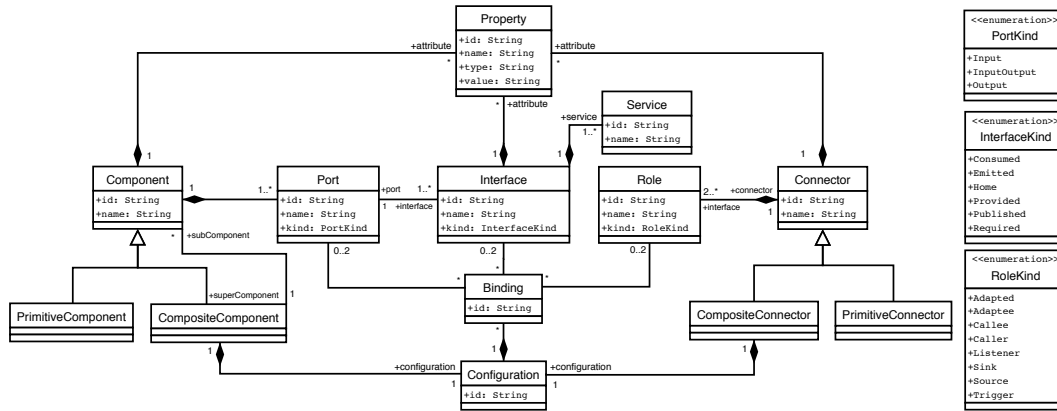 Property
+id: String
+name: String
+type: String
+value: String
+attribute
*
+attribute
*
*
+attribute
Service
+id: String
+name: String
+service
1..*
1
1
1
1
Component
+id: String
+name: String
1
1..*
Port
+id: String
+name: String
+kind: PortKind
+port
1
1..*
+interface
Interface
+id: String
+name: String
+kind: InterfaceKind
Role
+id: String
+name: String
+kind: RoleKind
2..*
+interface
+connector
1
Connector
+id: String
+name: String
*
+subComponent
+superComponent
1
0..2
0..2
0..2
*
*
*
Binding
+id: String
PrimitiveComponent
CompositeComponent
CompositeConnector
PrimitiveConnector
1
*
1
1
+configuration
1
Configuration
+id: String
+configuration
1
<<enumeration>>
PortKind
+Input
+InputOutput
+Output
<<enumeration>>
InterfaceKind
+Consumed
+Emitted
+Home
+Provided
+Published
+Required
<<enumeration>>
RoleKind
+Adapted
+Adaptee
+Callee
+Caller
+Listener
+Sink
+Source
+Trigger